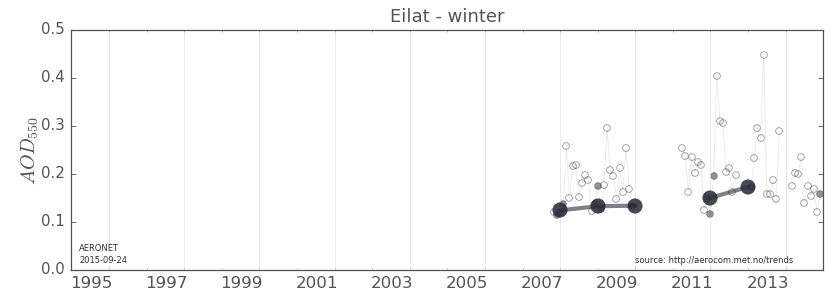 Eilat - winter
0.5
0.4
0.3
0.2
0.1
0.0
AOD550
AERONET
2015-09-24
source: http://aerocom.met.no/trends
1995 1997 1999 2001 2003 2005 2007 2009 2011 2013